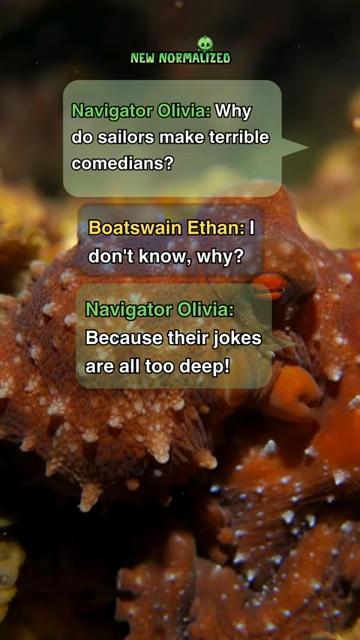 NEW NORMALIZED
Navigator Olivia: Why
do sailors make terrible
comedians?
Boatswain Ethan: I
don't know, why?
Navigator Olivia:
Because their jokes
are all too deep!